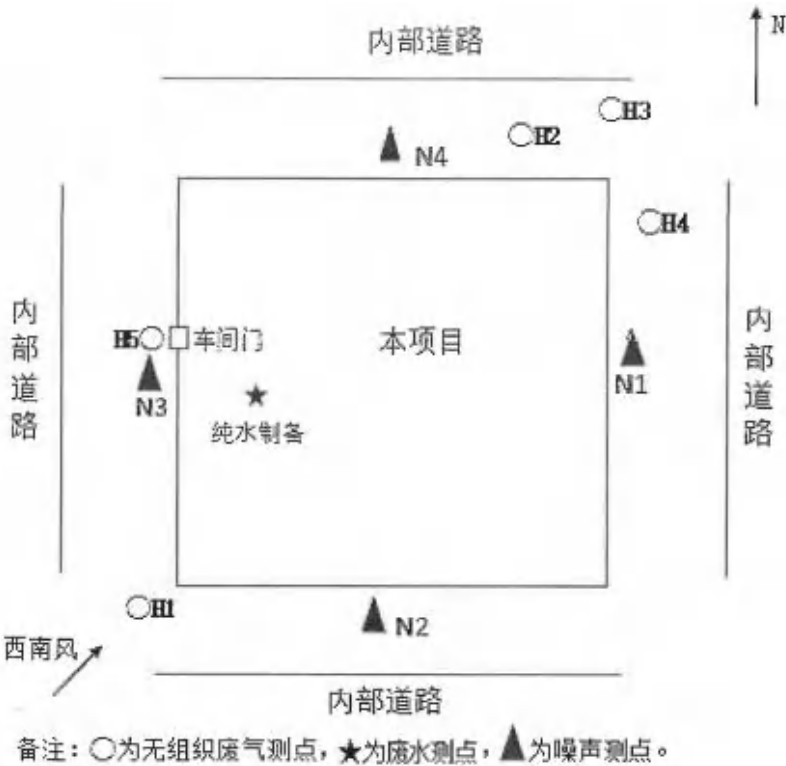 内部道路
N
H3
H2
N4
H4
内部道路
H5
车间门
本项目
内部道路
N3
N1
纯水制备
H1
N2
西南风
内部道路
备注：○为无组织废气测点，★为废水测点，▲为噪声测点。